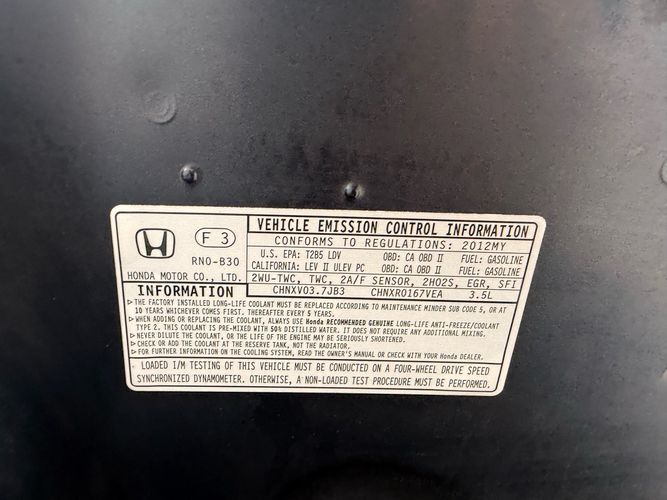 F 3
RNO-B30
HONDA MOTOR CO., LTD.
VEHICLE EMISSION CONTROL INFORMATION
CONFORMS TO REGULATIONS: 2012MY
U.S. EPA: T2B5 LDV OBD: CA OBD II FUEL: GASOLINE
CALIFORNIA: LEV II ULEV PC OBD: CA OBD II FUEL: GASOLINE
2WU-TWC, TWC, 2A/F SENSOR, 2HO2S, EGR, SFI
INFORMATION CHNXV03.7JB3 CHNXR0167VEA 3.5L
▷THE FACTORY INSTALLED LONG-LIFE COOLANT MUST BE REPLACED ACCORDING TO MAINTENANCE MINDER SUB CODE 5, OR AT
10 YEARS WHICHEVER COMES FIRST. THEREAFTER EVERY 5 YEARS.
▷WHEN ADDING OR REPLACING THE COOLANT, ALWAYS USE Honda RECOMMENDED GENUINE LONG-LIFE ANTI-FREEZE/COOLANT
TYPE 2. THIS COOLANT IS PRE-MIXED WITH 50% DISTILLED WATER. IT DOES NOT REQUIRE ANY ADDITIONAL MIXING.
▷NEVER DILUTE THE COOLANT, OR THE LIFE OF THE ENGINE MAY BE SERIOUSLY SHORTENED.
▷CHECK OR ADD THE COOLANT AT THE RESERVE TANK, NOT THE RADIATOR.
▷FOR FURTHER INFORMATION ON THE COOLING SYSTEM, READ THE OWNER'S MANUAL OR CHECK WITH YOUR Honda DEALER.
LOADED I/M TESTING OF THIS VEHICLE MUST BE CONDUCTED ON A FOUR-WHEEL DRIVE SPEED
SYNCHRONIZED DYNAMOMETER. OTHERWISE, A NON-LOADED TEST PROCEDURE MUST BE PERFORMED.